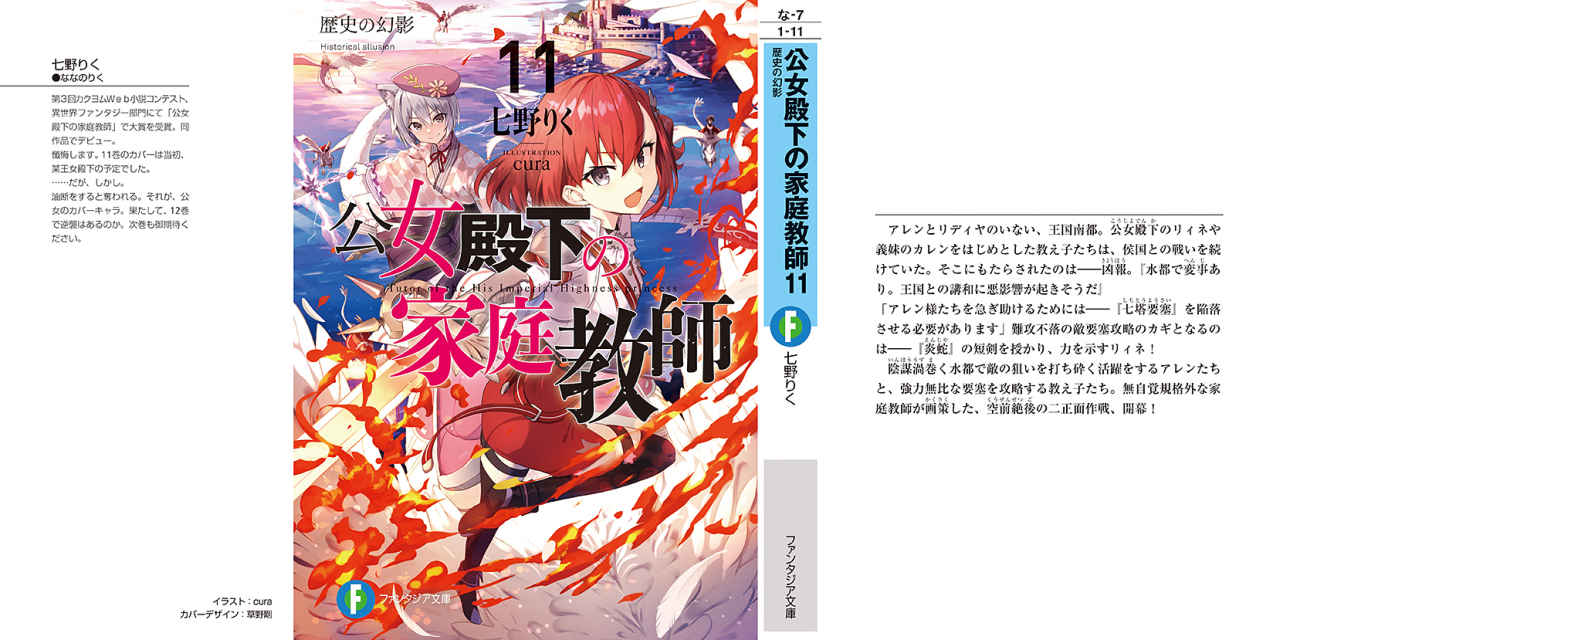 七野りく
●ななのりく
第3回カクヨムWeb小説コンテスト、
異世界ファンタジー部門にて「公女
殿下の家庭教師」で大賞を受賞。同
作品でデビュー。
懺悔します。11巻のカバーは当初、
某王女殿下の予定でした。
……だが、しかし。
油断をすると奪われる。それが、公
女のカバーキャラ。果たして、12巻
で逆襲はあるのか。次巻も御期待く
ださい。
イラスト：cura
カバーデザイン：草野剛
歴史の幻影
Historical allusion
11
七野りく
ILLUSTRATION
cura
公女殿下の
Tutor of the His Imperial Highness princess
家庭教師
ファンタジア文庫
な-7
1-11
公女殿下の家庭教師11
歴史の幻影
七野りく
ファンタジア文庫
アレンとリディヤのいない、王国南都。公女殿下のリィネや
義妹のカレンをはじめとした教え子たちは、侯国との戦いを続
けていた。そこにもたらされたのは――凶報。『水都で変事あ
り。王国との講和に悪影響が起きそうだ』
「アレン様たちを急ぎ助けるためには――『七塔要塞』を陥落
させる必要があります」難攻不落の敵要塞攻略のカギとなるの
は――『炎蛇』の短剣を授かり、力を示すリィネ！
陰謀渦巻く水都で敵の狙いを打ち砕く活躍をするアレンたち
と、強力無比な要塞を攻略する教え子たち。無自覚規格外な家
庭教師が画策した、空前絶後の二正面作戦、開幕！